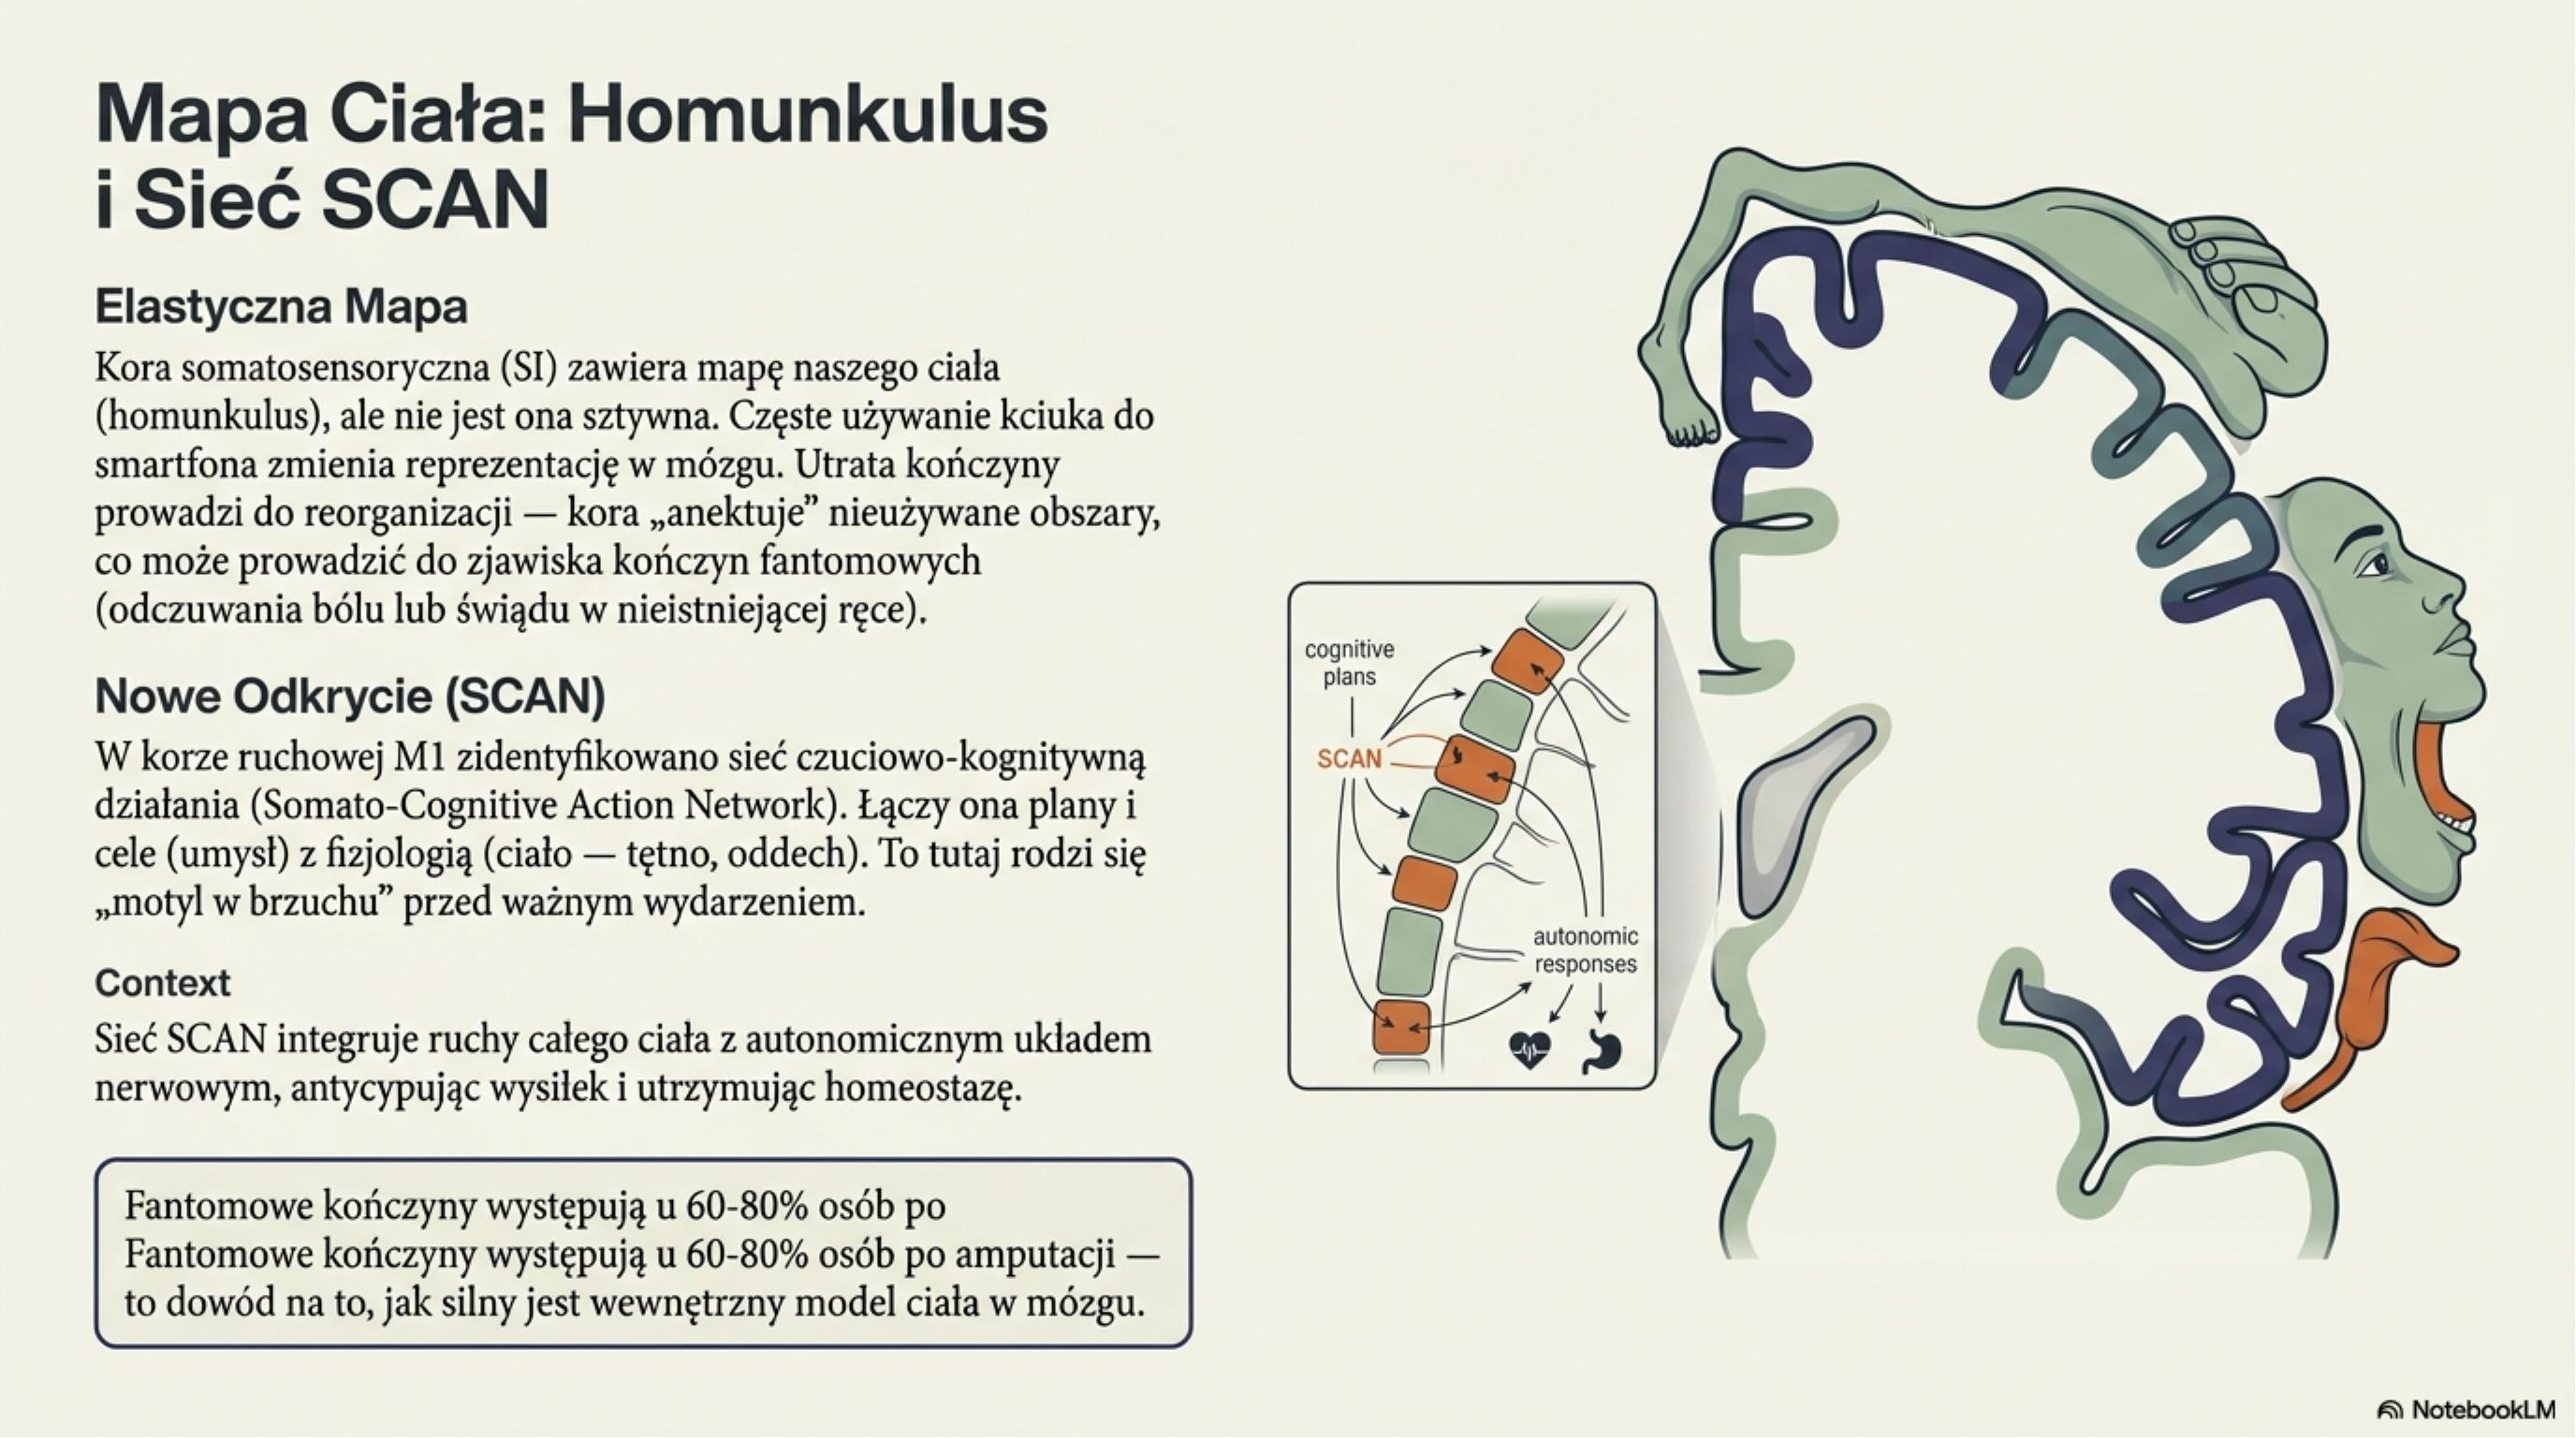 Mapa Ciała: Homunkulus
i Sieć SCAN
Elastyczna Mapa
Kora somatosensoryczna (SI) zawiera mapę naszego ciała
(homunkulus), ale nie jest ona sztywna. Częste używanie kciuka do
smartfona zmienia reprezentację w mózgu. Utrata kończyny
prowadzi do reorganizacji — kora „anektuje” nieużywane obszary,
co może prowadzić do zjawiska kończyn fantomowych
(odczuwania bólu lub świądu w nieistniejącej ręce).
Nowe Odkrycie (SCAN)
W korze ruchowej M1 zidentyfikowano sieć czuciowo-kognitywną
działania (Somato-Cognitive Action Network). Łączy ona plany i
cele (umysł) z fizjologią (ciało — tętno, oddech). To tutaj rodzi się
„motyl w brzuchu” przed ważnym wydarzeniem.
Context
Sieć SCAN integruje ruchy całego ciała z autonomicznym układem
nerwowym, antycypując wysiłek i utrzymując homeostazę.
Fantomowe kończyny występują u 60-80% osób po
Fantomowe kończyny występują u 60-80% osób po amputacji —
to dowód na to, jak silny jest wewnętrzny model ciała w mózgu.
cognitive
plans
SCAN
autonomic
responses
NotebookLM